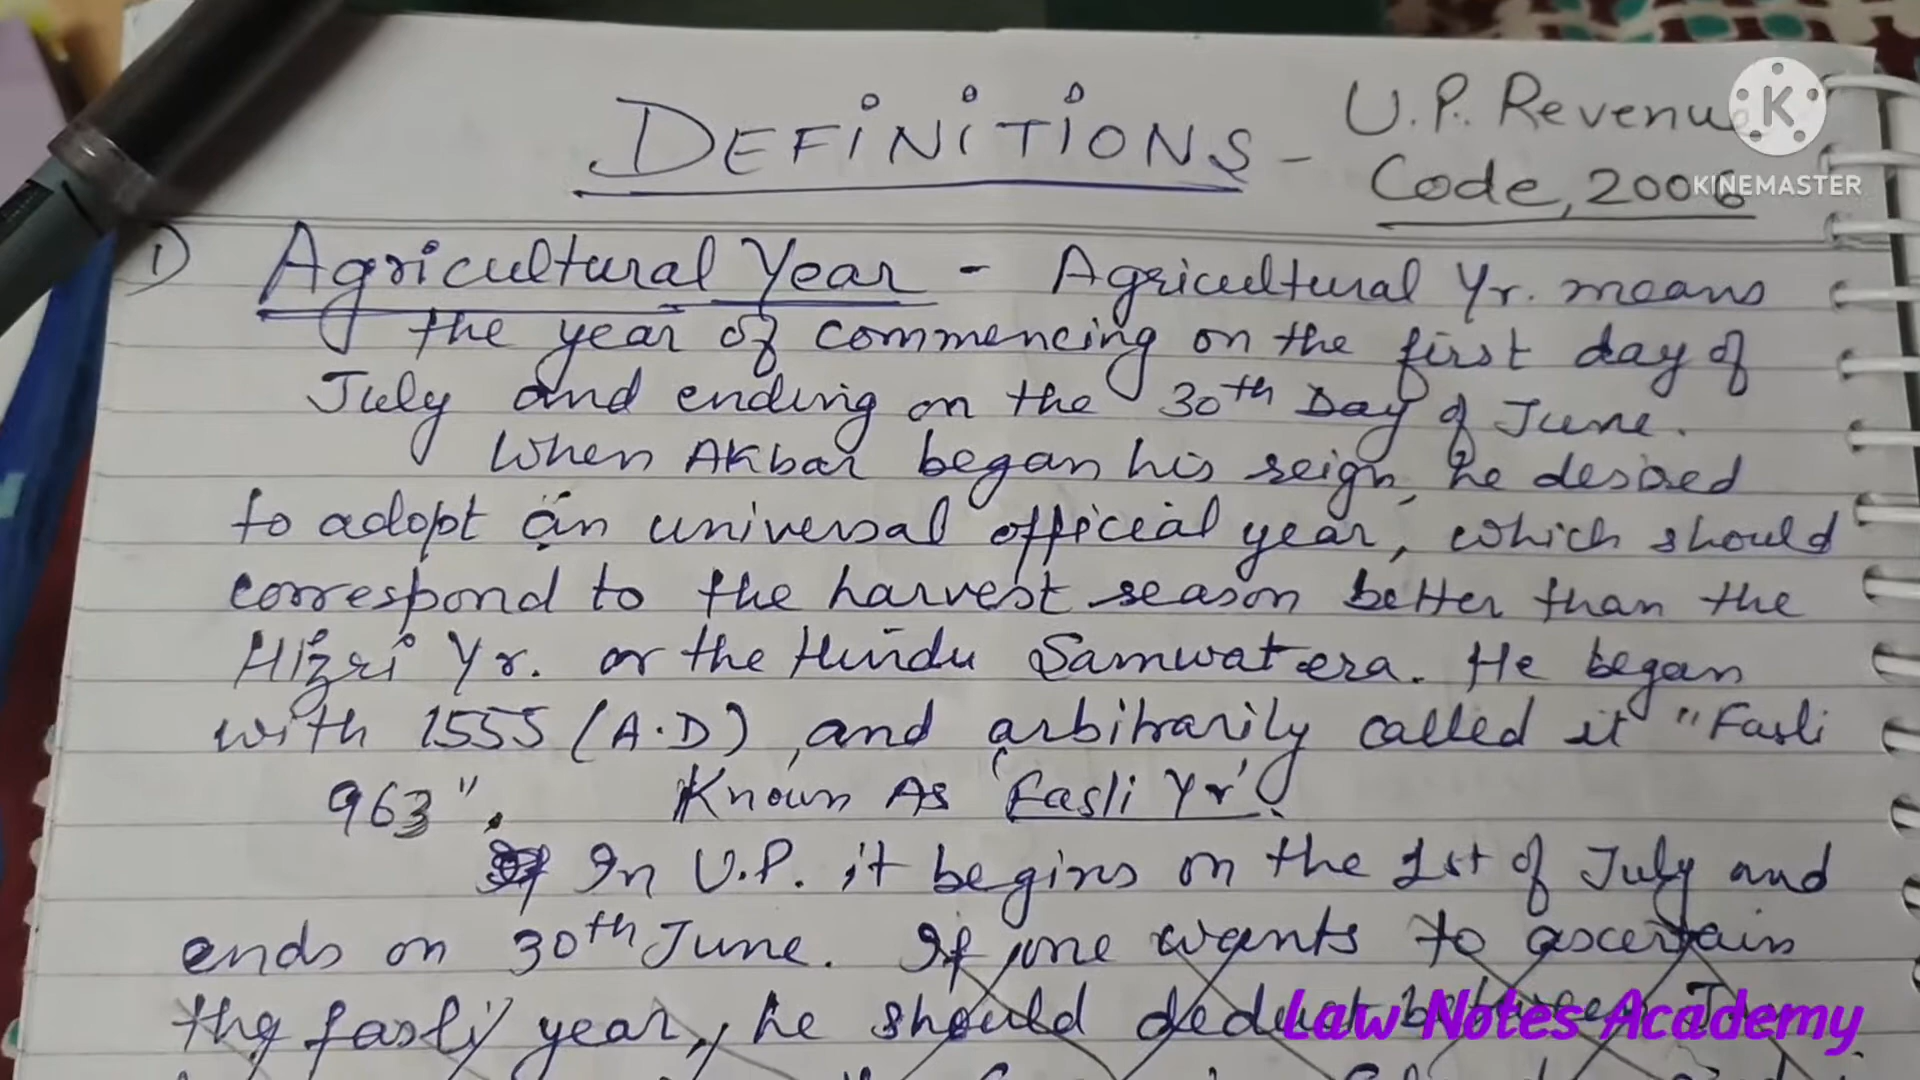 DEFINITIONS - U.P. Revenue
Code, 2006
KINEMASTER
1) Agricultural Year - Agricultural Yr. means
the year of commencing on the first day of
July and ending on the 30th Day of June.
When Akbar began his reign, he desired
to adopt an universal official year, which should
correspond to the harvest season better than the
Hizri Yr. or the Hindu Samwat era. He began
with 1555 (A.D), and arbitrarily called it "Fasli
963". Known As 'Fasli Yr'.
In U.P. it begins on the 1st of July and
ends on 30th June. If one wants to ascertain
the fasli year, he should deduct between
Law Notes Academy